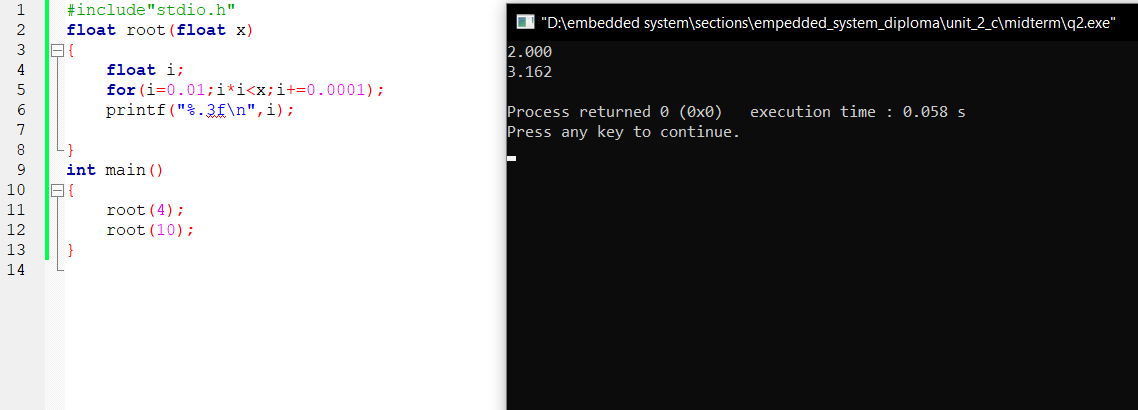 1 #include"stdio.h"
2 float root(float x)
3 {
4     float i;
5     for(i=0.01;i*i<x;i+=0.0001);
6     printf("%.3f\n",i);
7
8 }
9 int main()
10 {
11     root(4);
12     root(10);
13 }
14
"D:\embedded system\sections\empedded_system_diploma\unit_2_c\midterm\q2.exe"
2.000
3.162
Process returned 0 (0x0)   execution time : 0.058 s
Press any key to continue.